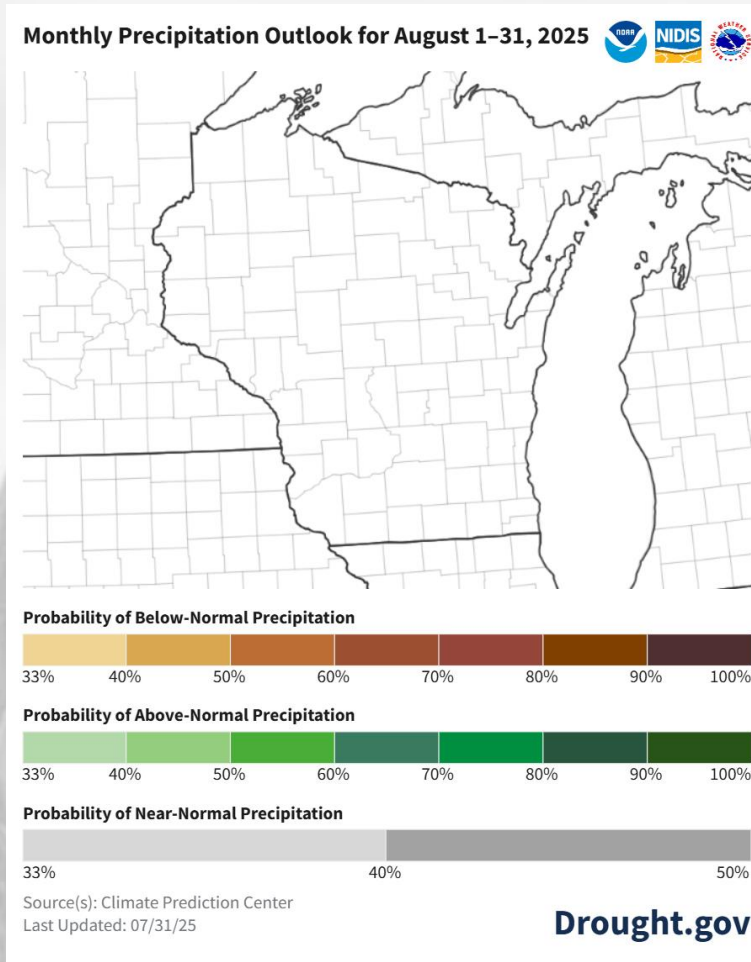 Monthly Precipitation Outlook for August 1–31, 2025
NOAA
NIDIS
Probability of Below-Normal Precipitation
33% 40% 50% 60% 70% 80% 90% 100%
Probability of Above-Normal Precipitation
33% 40% 50% 60% 70% 80% 90% 100%
Probability of Near-Normal Precipitation
33% 40% 50%
Source(s): Climate Prediction Center
Last Updated: 07/31/25
Drought.gov